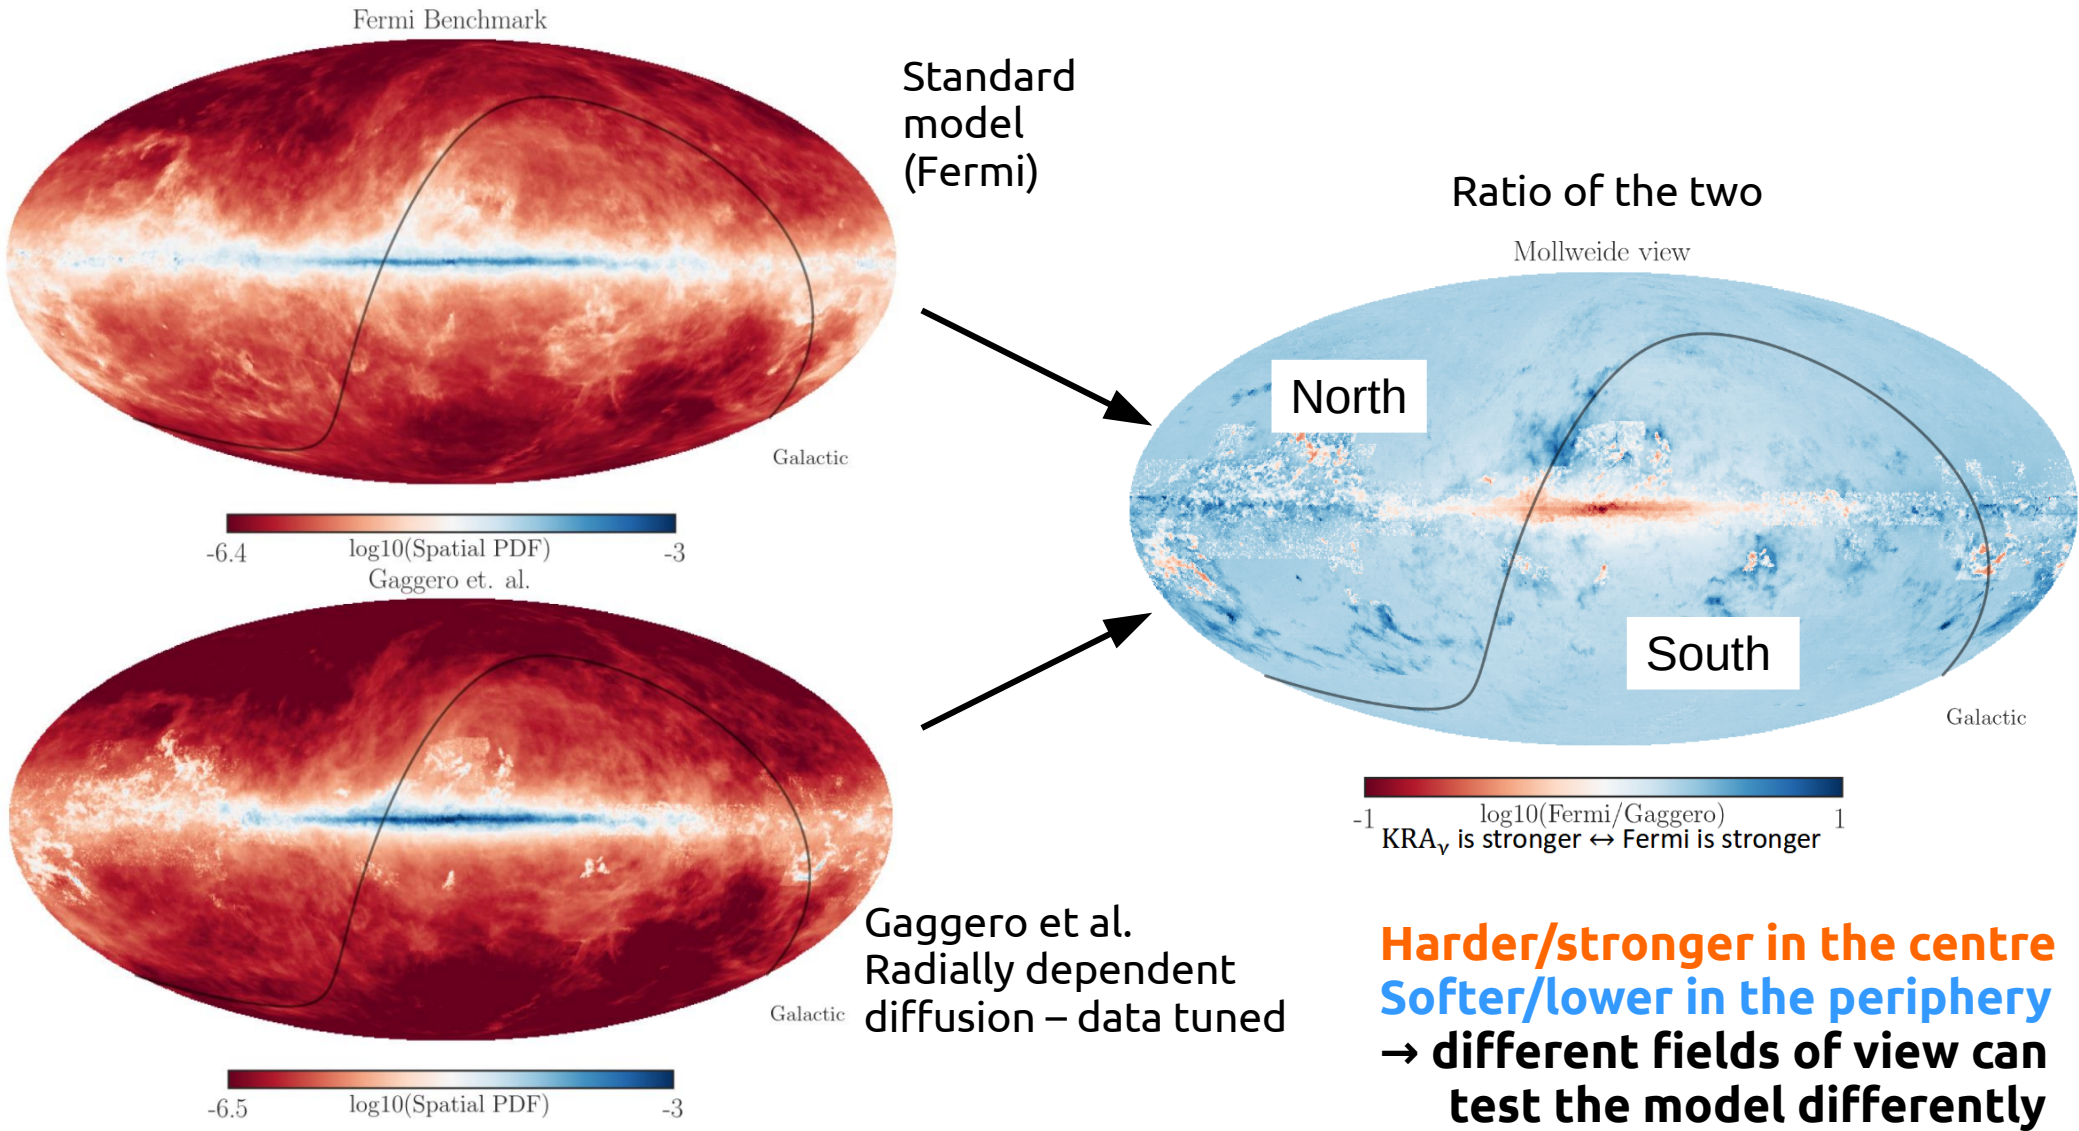 Fermi Benchmark
Standard
model
(Fermi)
Galactic
-6.4
log10(Spatial PDF)
-3
Gaggero et. al.
Galactic
-6.5
log10(Spatial PDF)
-3
Gaggero et al.
Radially dependent
diffusion – data tuned
Ratio of the two
Mollweide view
North
South
Galactic
-1
log10(Fermi/Gaggero)
1
KRAγ is stronger ↔ Fermi is stronger
Harder/stronger in the centre
Softer/lower in the periphery
→ different fields of view can
test the model differently